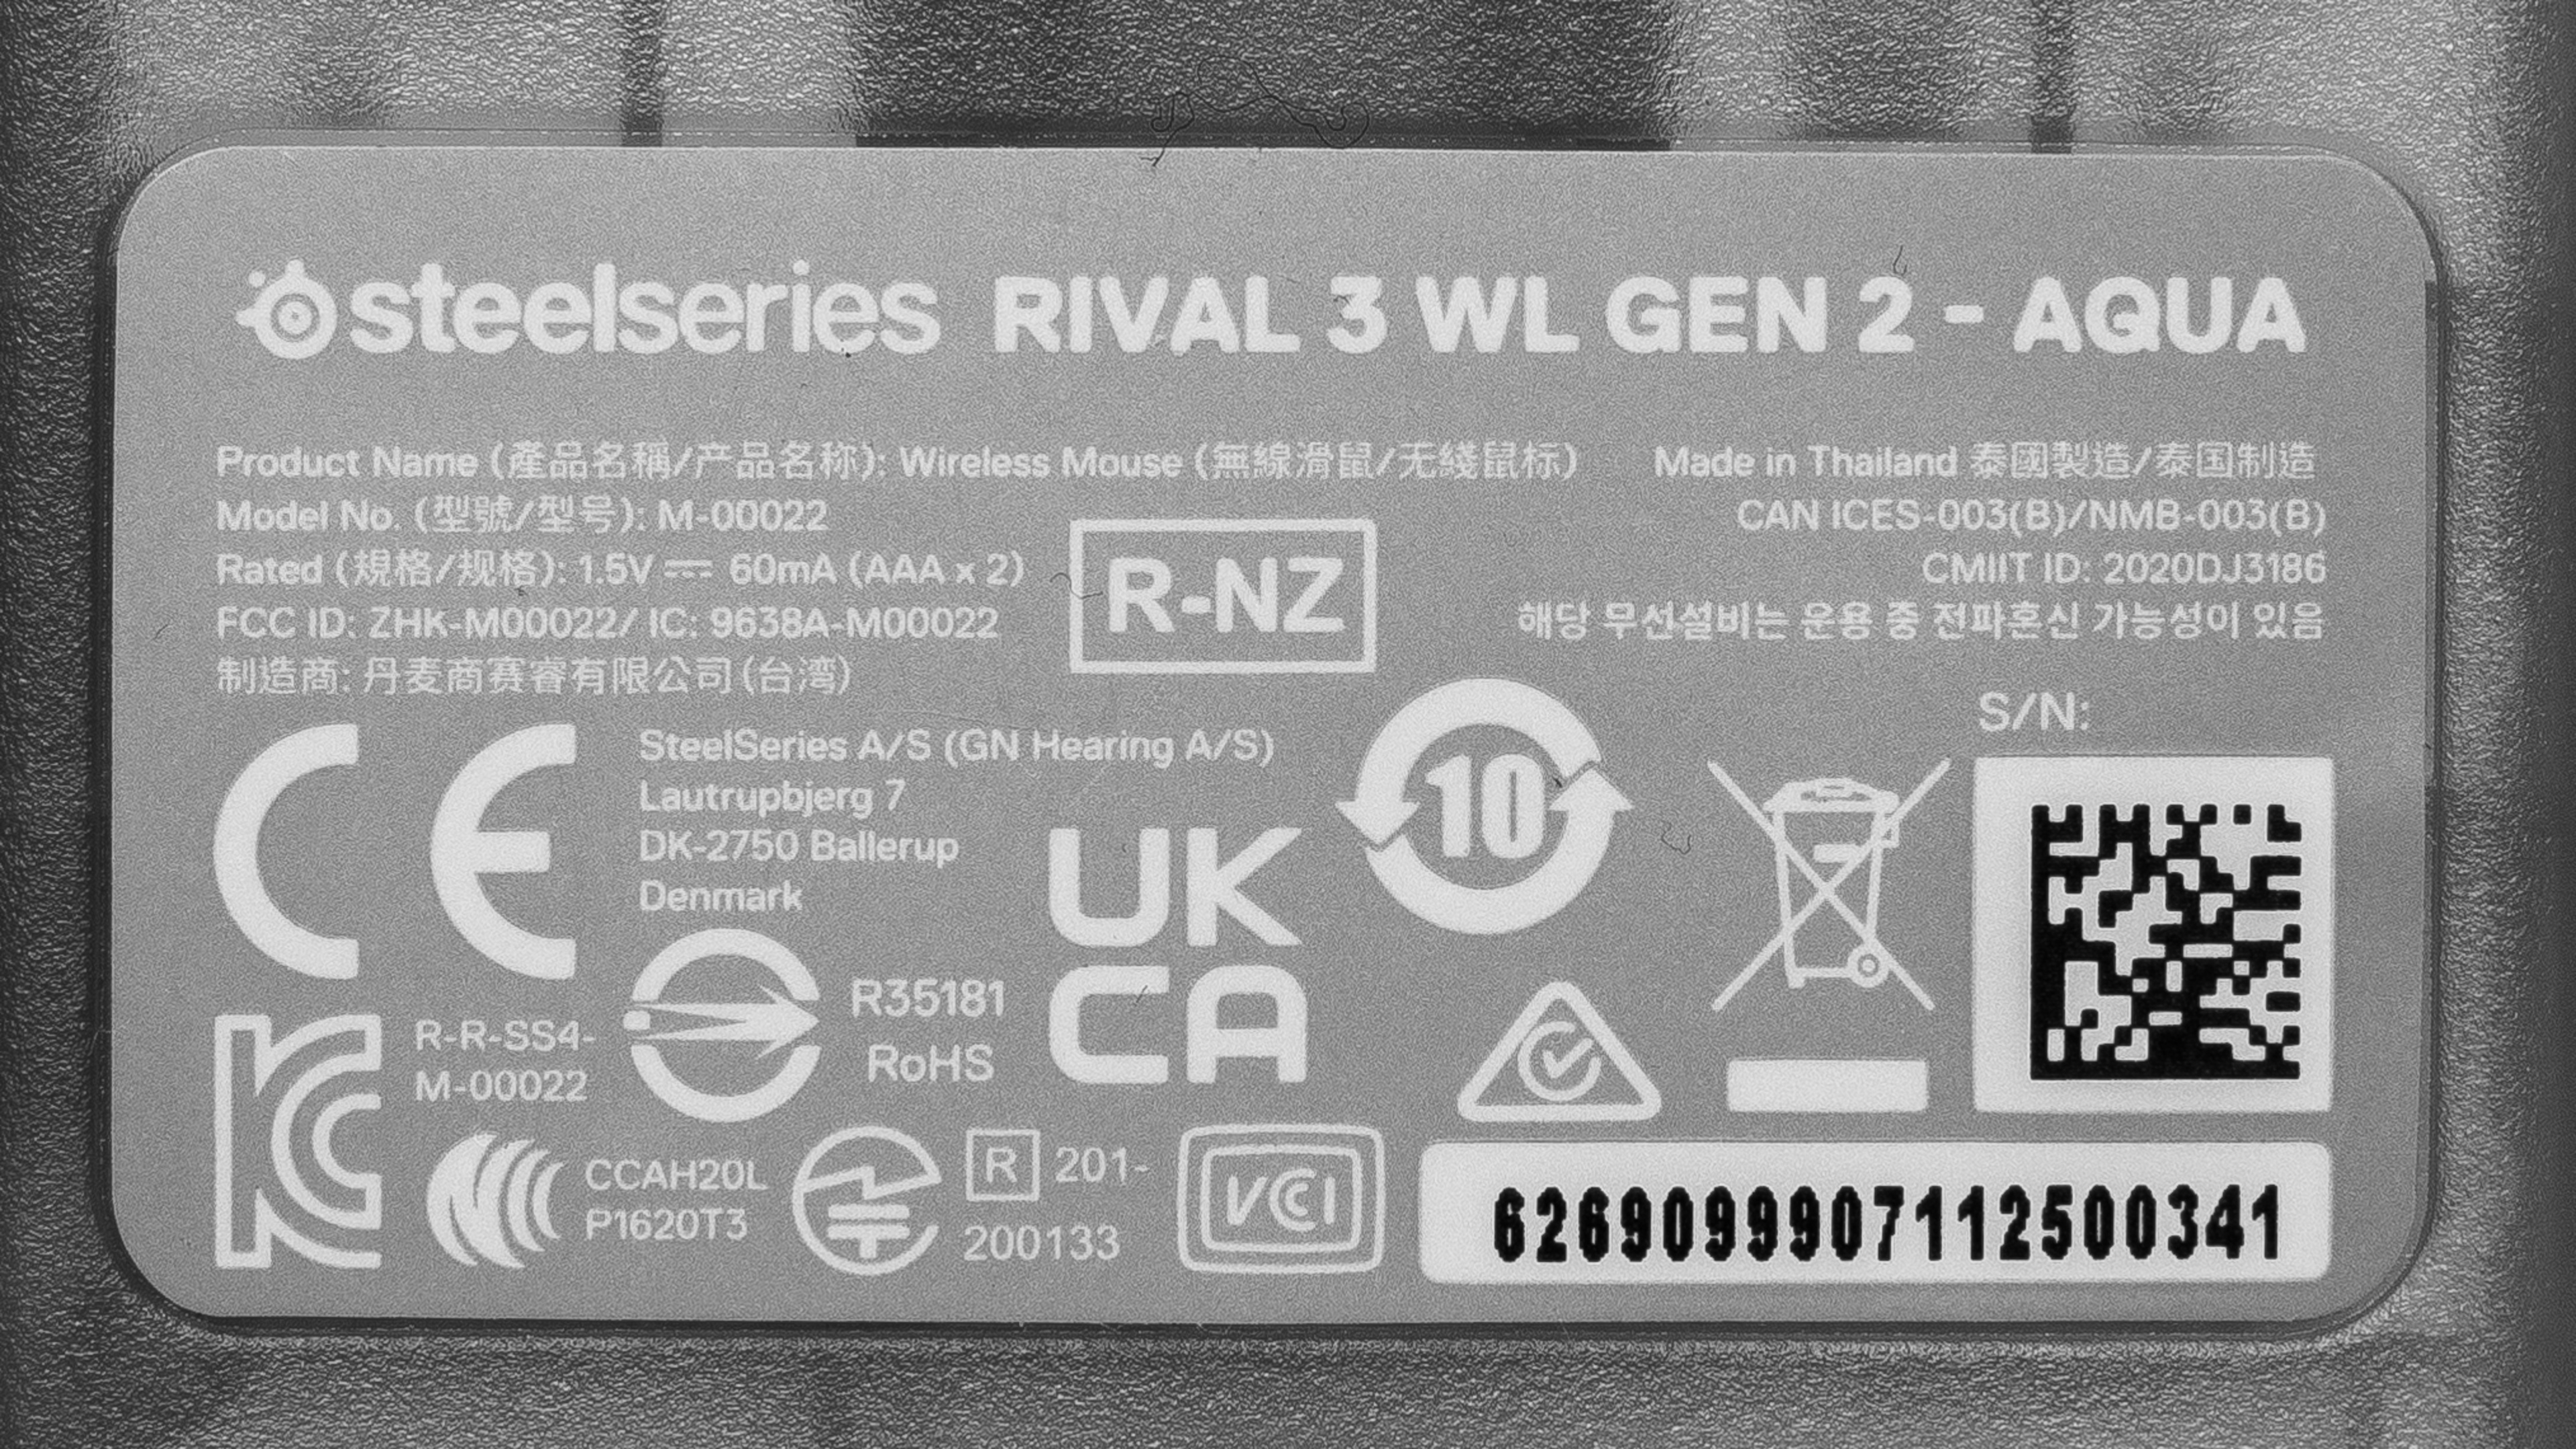 steelseries RIVAL 3 WL GEN 2 - AQUA
Product Name (產品名稱/产品名称): Wireless Mouse (無線滑鼠/无綫鼠标)
Model No. (型號/型号): M-00022
Rated (規格/规格): 1.5V ⎓ 60mA (AAA x 2)
FCC ID: ZHK-M00022/ IC: 9638A-M00022
制造商: 丹麦商赛睿有限公司(台湾)
R-NZ
Made in Thailand 泰國製造/泰国制造
CAN ICES-003(B)/NMB-003(B)
CMIIT ID: 2020DJ3186
해당 무선설비는 운용 중 전파혼신 가능성이 있음
CE
SteelSeries A/S (GN Hearing A/S)
Lautrupbjerg 7
DK-2750 Ballerup
Denmark
10
S/N:
UK
CA
R35181
RoHS
KC
R-R-SS4-
M-00022
CCAH20L
P1620T3
R 201-
200133
VCCI
6269099907112500341